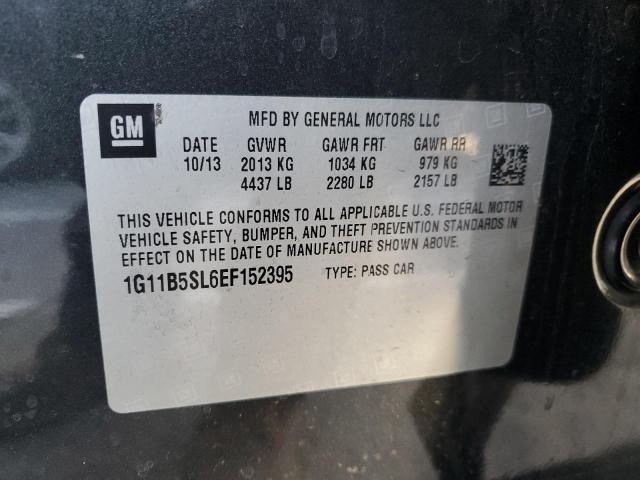 GM
MFD BY GENERAL MOTORS LLC
DATE GVWR GAWR FRT GAWR RR
10/13 2013 KG 1034 KG 979 KG
4437 LB 2280 LB 2157 LB
THIS VEHICLE CONFORMS TO ALL APPLICABLE U.S. FEDERAL MOTOR
VEHICLE SAFETY, BUMPER, AND THEFT PREVENTION STANDARDS IN
EFFECT ON THE DATE OF MANUFACTURE SHOWN ABOVE.
1G11B5SL6EF152395 TYPE: PASS CAR